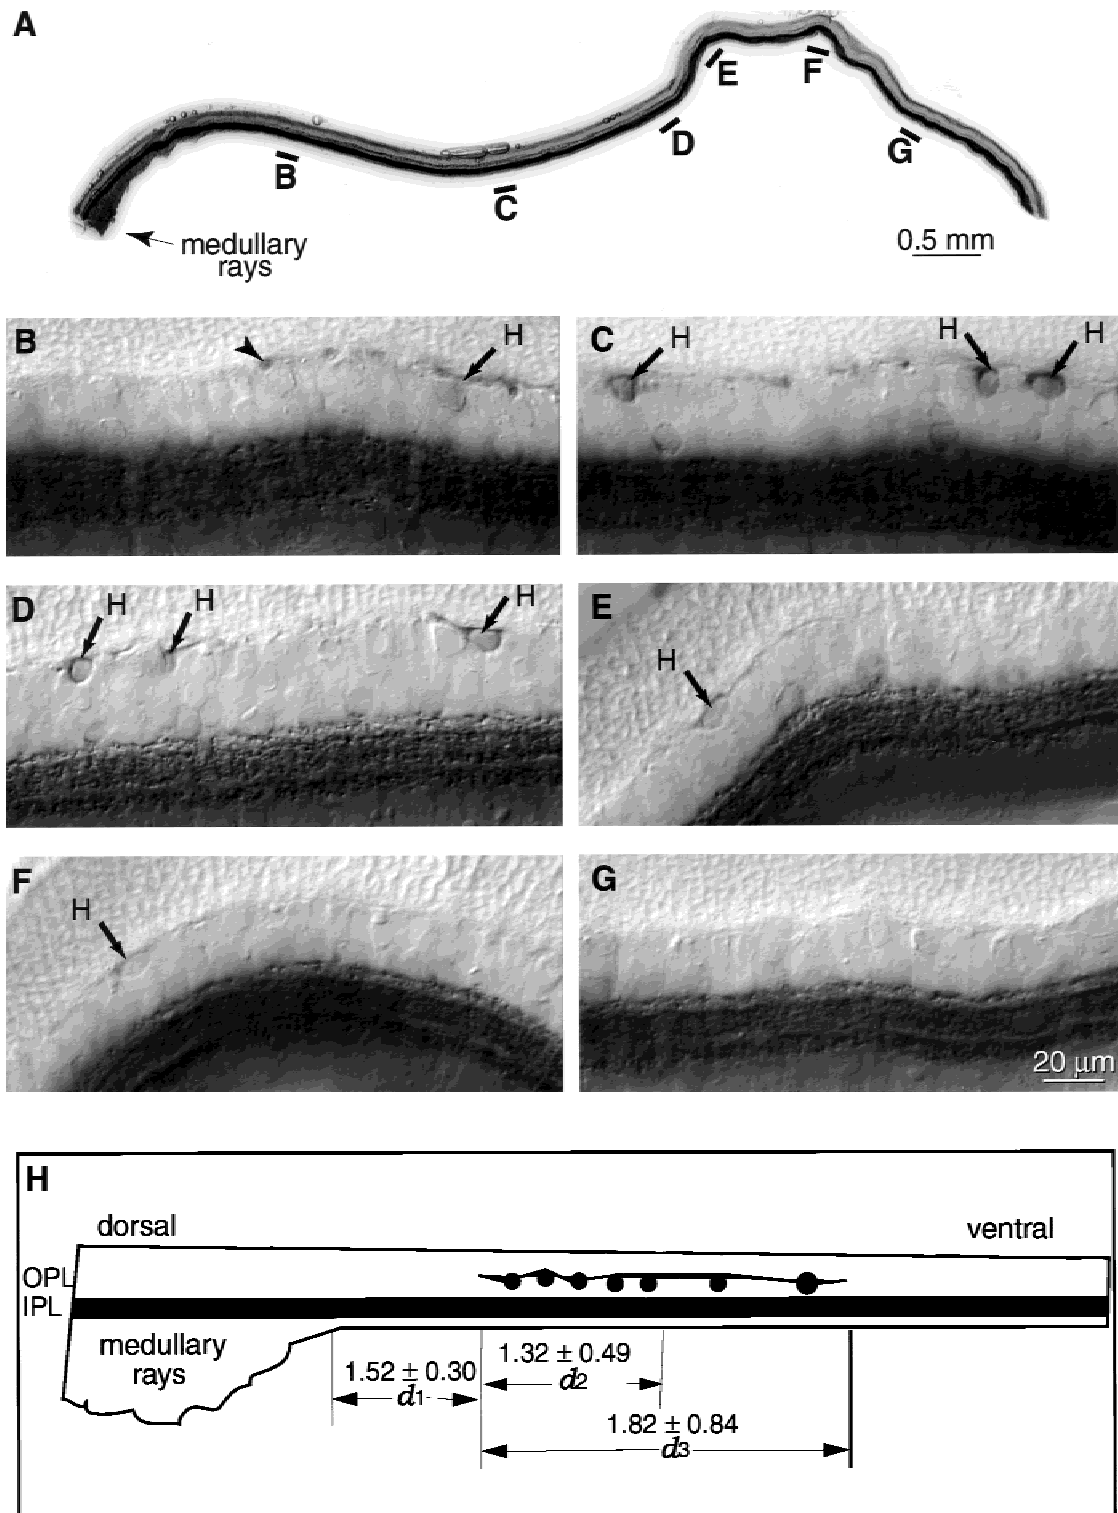 A
B
C
D
E
F
G
medullary
rays
0.5 mm
B
H
C
H
H
H
D
H
H
H
E
H
F
H
G
20 µm
H
dorsal
ventral
OPL
IPL
medullary
rays
1.52 ± 0.30
d1
1.32 ± 0.49
d2
1.82 ± 0.84
d3